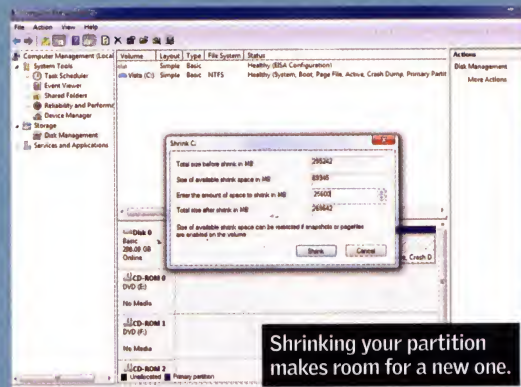 File Action View Help
Computer Management (Local
System Tools
Task Scheduler
Event Viewer
Shared Folders
Reliability and Performa
Device Manager
Storage
Disk Management
Services and Applications
Volume Layout Type File System Status
Simple Basic Healthy (EISA Configuration)
Vista (C:) Simple Basic NTFS Healthy (System, Boot, Page File, Active, Crash Dump, Primary Partit
Actions
Disk Management
More Actions
Shrink C:
Total size before shrink in MB
Size of available shrink space in MB
Enter the amount of space to shrink in MB 25600
Total size after shrink in MB
Size of available shrink space can be restricted if snapshots or pagefiles
are enabled on the volume
Shrink Cancel
Disk 0
Basic
Online
, Crash D
CD-ROM 0
DVD (E:)
No Media
CD-ROM 1
DVD (F:)
No Media
CD-ROM 2
Unallocated Primary partition
Shrinking your partition
makes room for a new one.